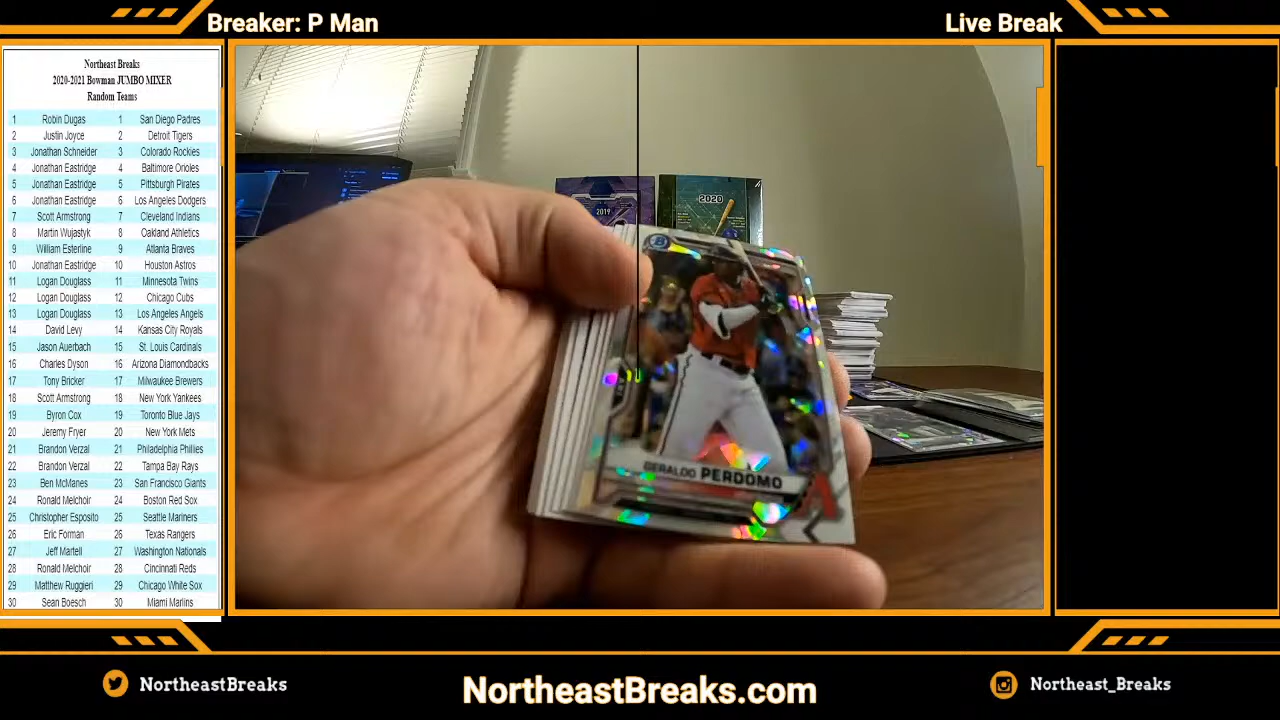 Breaker: P Man
Live Break
Northeast Breaks
2020-2021 Bowman JUMBO MIXER
Random Teams
1 Robin Dugas 1 San Diego Padres
2 Justin Joyce 2 Detroit Tigers
3 Jonathan Schneider 3 Colorado Rockies
4 Jonathan Eastridge 4 Baltimore Orioles
5 Jonathan Eastridge 5 Pittsburgh Pirates
6 Jonathan Eastridge 6 Los Angeles Dodgers
7 Scott Armstrong 7 Cleveland Indians
8 Martin Wujastyk 8 Oakland Athletics
9 William Esterline 9 Atlanta Braves
10 Jonathan Eastridge 10 Houston Astros
11 Logan Douglass 11 Minnesota Twins
12 Logan Douglass 12 Chicago Cubs
13 Logan Douglass 13 Los Angeles Angels
14 David Levy 14 Kansas City Royals
15 Jason Auerbach 15 St. Louis Cardinals
16 Charles Dyson 16 Arizona Diamondbacks
17 Tony Bricker 17 Milwaukee Brewers
18 Scott Armstrong 18 New York Yankees
19 Byron Cox 19 Toronto Blue Jays
20 Jeremy Fryer 20 New York Mets
21 Brandon Verzal 21 Philadelphia Phillies
22 Brandon Verzal 22 Tampa Bay Rays
23 Ben McManes 23 San Francisco Giants
24 Ronald Melchoir 24 Boston Red Sox
25 Christopher Esposito 25 Seattle Mariners
26 Eric Forman 26 Texas Rangers
27 Jeff Martell 27 Washington Nationals
28 Ronald Melchoir 28 Cincinnati Reds
29 Matthew Ruggieri 29 Chicago White Sox
30 Sean Boesch 30 Miami Marlins
2019
2020
B
GERALDO PERDOMO
A
NortheastBreaks
NortheastBreaks.com
Northeast_Breaks